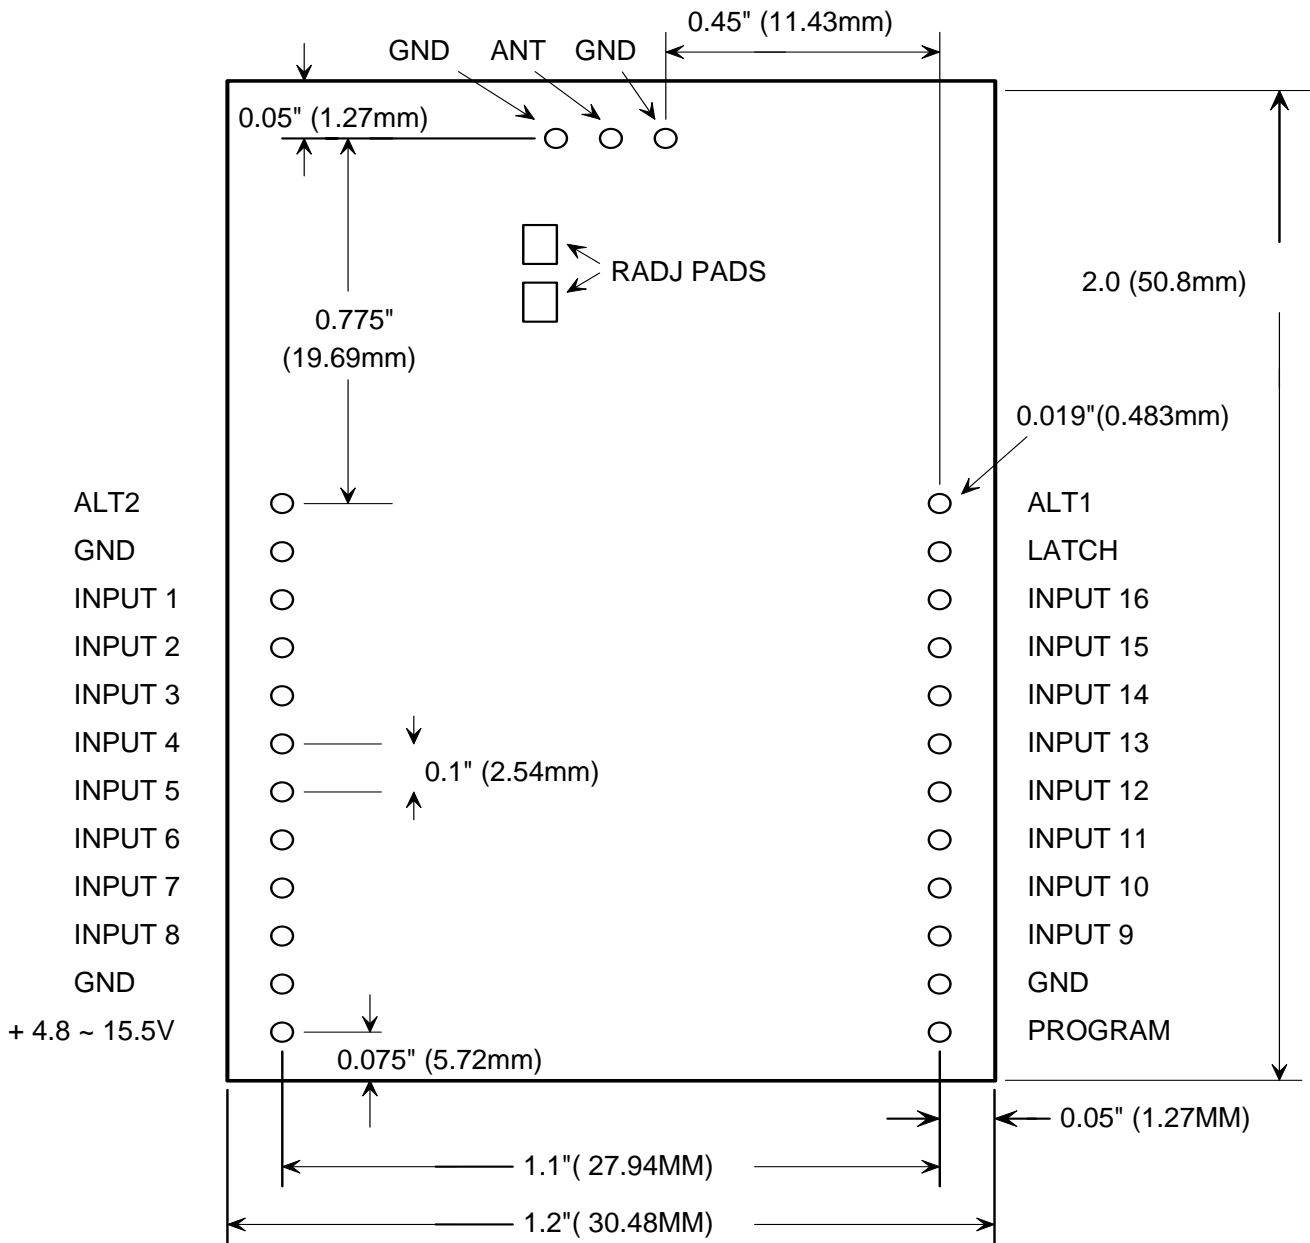 0.45" (11.43mm)
GND ANT GND
0.05" (1.27mm)
RADJ PADS
2.0 (50.8mm)
0.775"
(19.69mm)
0.019"(0.483mm)
ALT2
ALT1
GND
LATCH
INPUT 1
INPUT 16
INPUT 2
INPUT 15
INPUT 3
INPUT 14
INPUT 4
INPUT 13
0.1" (2.54mm)
INPUT 5
INPUT 12
INPUT 6
INPUT 11
INPUT 7
INPUT 10
INPUT 8
INPUT 9
GND
GND
+ 4.8 ~ 15.5V
PROGRAM
0.075" (5.72mm)
0.05" (1.27MM)
1.1"( 27.94MM)
1.2"( 30.48MM)